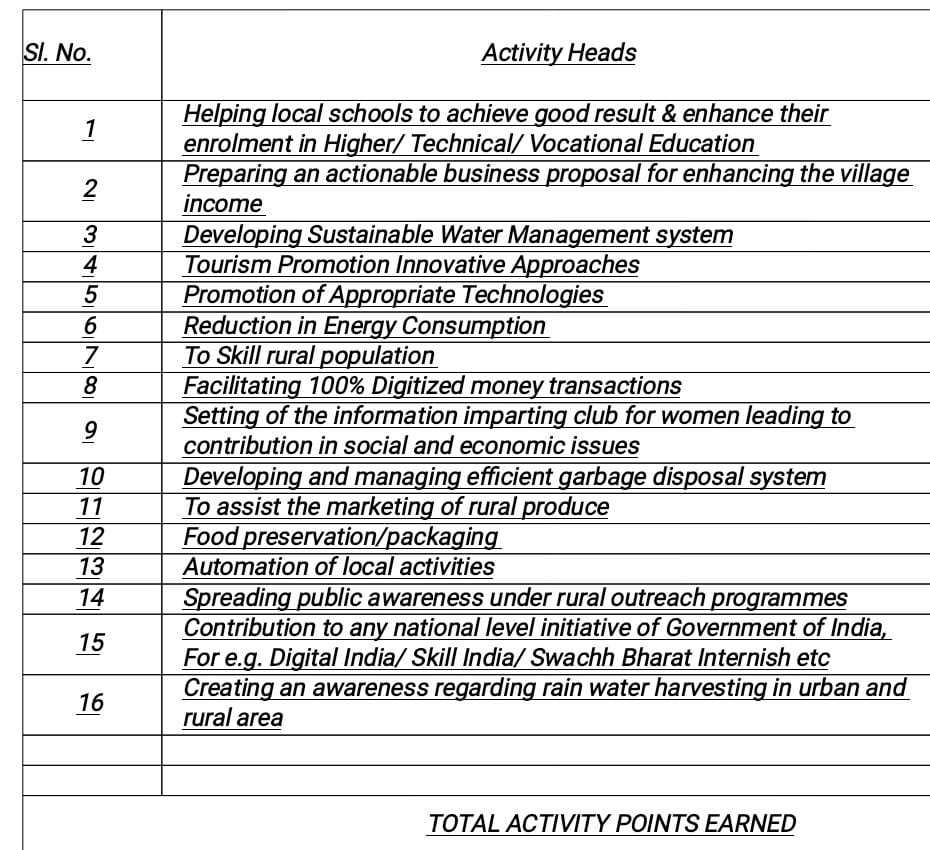 Sl. No. Activity Heads
1 Helping local schools to achieve good result & enhance their
enrolment in Higher/ Technical/ Vocational Education
2 Preparing an actionable business proposal for enhancing the village
income
3 Developing Sustainable Water Management system
4 Tourism Promotion Innovative Approaches
5 Promotion of Appropriate Technologies
6 Reduction in Energy Consumption
7 To Skill rural population
8 Facilitating 100% Digitized money transactions
9 Setting of the information imparting club for women leading to
contribution in social and economic issues
10 Developing and managing efficient garbage disposal system
11 To assist the marketing of rural produce
12 Food preservation/packaging
13 Automation of local activities
14 Spreading public awareness under rural outreach programmes
15 Contribution to any national level initiative of Government of India,
For e.g. Digital India/ Skill India/ Swachh Bharat Internish etc
16 Creating an awareness regarding rain water harvesting in urban and
rural area
TOTAL ACTIVITY POINTS EARNED